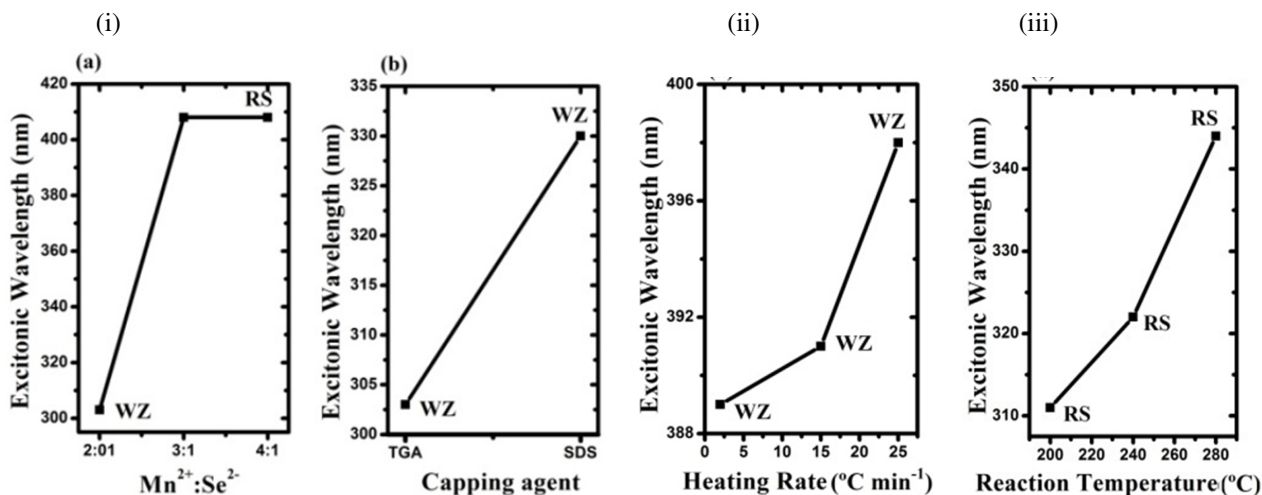 (i)
(ii)
(iii)
(a)
Excitonic Wavelength (nm)
420
400
380
360
340
320
300
RS
WZ
2:01
3:1
4:1
Mn²⁺:Se²⁻
(b)
Excitonic Wavelength (nm)
335
330
325
320
315
310
305
300
WZ
WZ
TGA
SDS
Capping agent
Excitonic Wavelength (nm)
400
396
392
388
WZ
WZ
WZ
0 5 10 15 20 25
Heating Rate (ºC min⁻¹)
Excitonic Wavelength (nm)
350
340
330
320
310
RS
RS
RS
200 220 240 260 280
Reaction Temperature (ºC)